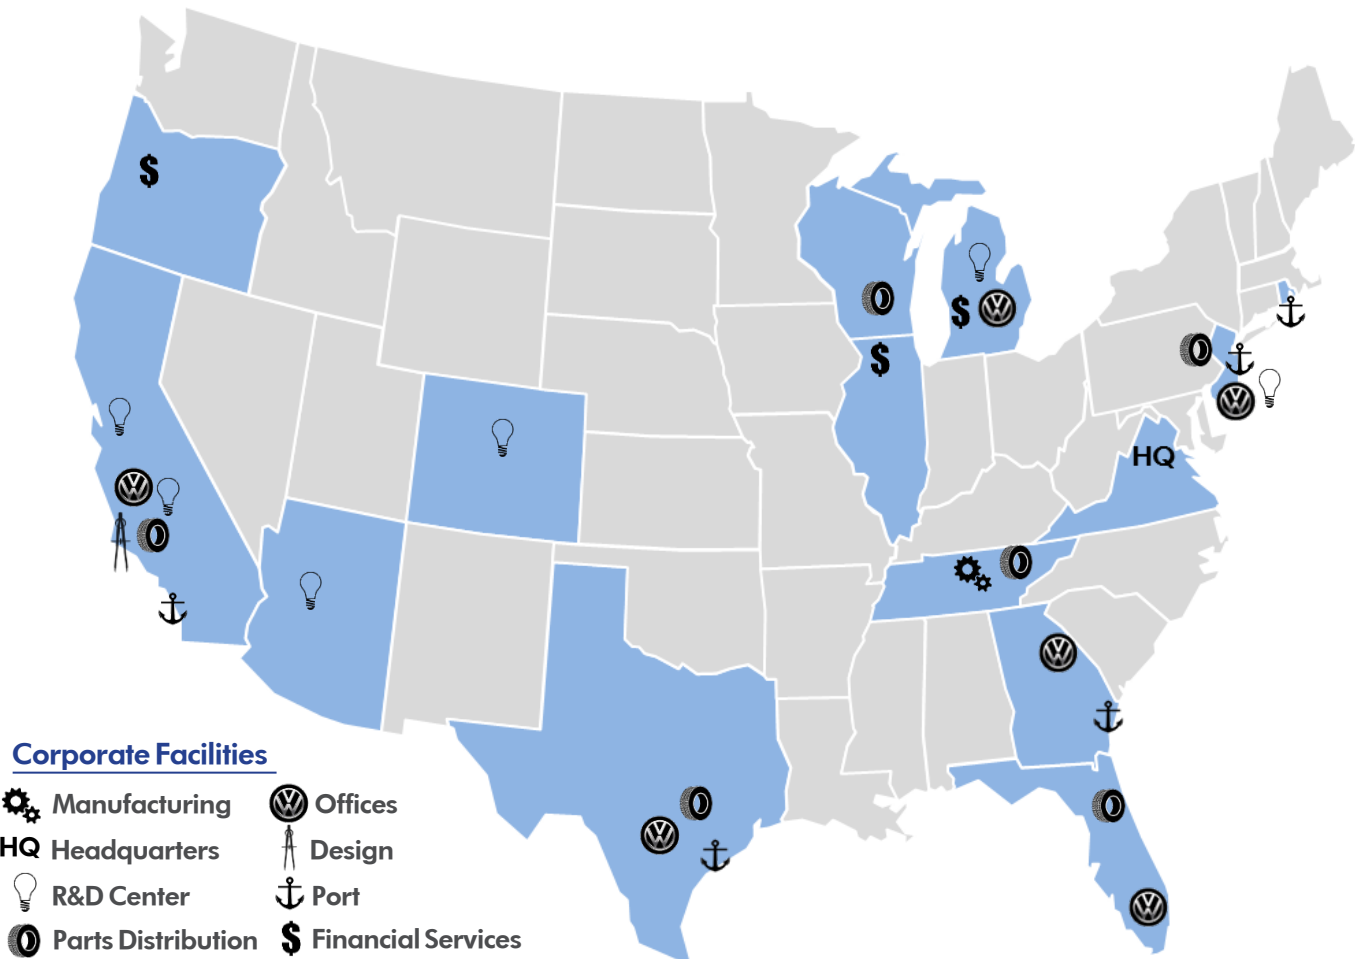 $
$
$
HQ
Corporate Facilities
Manufacturing
Offices
HQ Headquarters
Design
R&D Center
Port
Parts Distribution
$ Financial Services